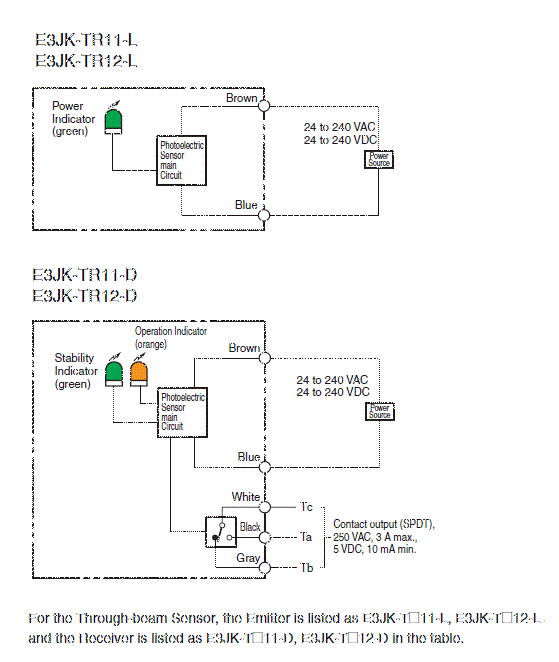 E3JK-TR11-L
E3JK-TR12-L
Power
Indicator
(green)
Brown
Photoelectric
Sensor
main
Circuit
24 to 240 VAC
24 to 240 VDC
Power
Source
Blue
E3JK-TR11-D
E3JK-TR12-D
Operation Indicator
(orange)
Stability
Indicator
(green)
Brown
Photoelectric
Sensor
main
Circuit
24 to 240 VAC
24 to 240 VDC
Power
Source
Blue
White
Tc
Black
Ta
Gray
Tb
Contact output (SPDT),
250 VAC, 3 A max.,
5 VDC, 10 mA min.
For the Through-beam Sensor, the Emitter is listed as E3JK-T□11-L, E3JK-T□12-L
and the Receiver is listed as E3JK-T□11-D, E3JK-T□12-D in the table.